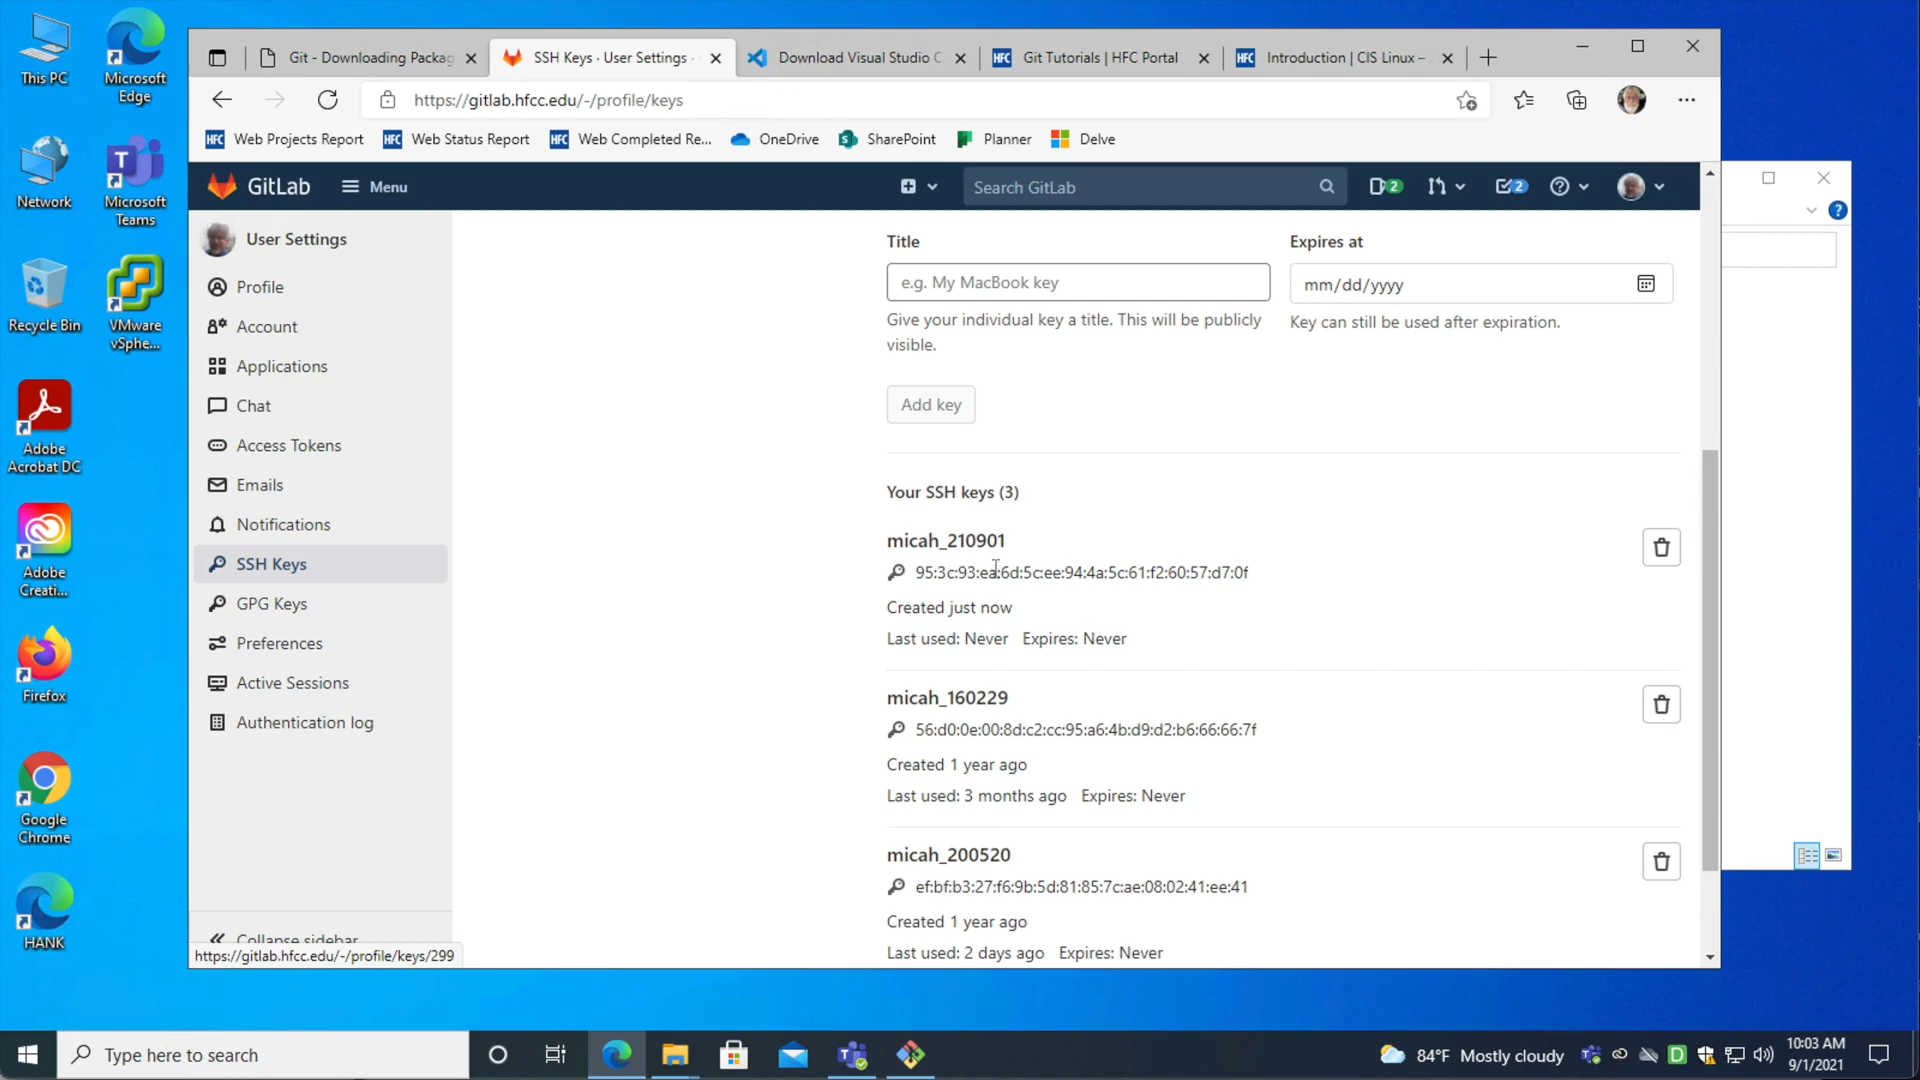 This PC
Microsoft
Edge
Network
Microsoft
Teams
Recycle Bin
VMware
vSphe...
Adobe
Acrobat DC
Adobe
Creati...
Firefox
Google
Chrome
HANK
Git - Downloading Packag
SSH Keys · User Settings ·
Download Visual Studio C
HFC Git Tutorials | HFC Portal
HFC Introduction | CIS Linux –
https://gitlab.hfcc.edu/-/profile/keys
HFC Web Projects Report
HFC Web Status Report
HFC Web Completed Re...
OneDrive
SharePoint
Planner
Delve
GitLab
Menu
Search GitLab
2
2
User Settings
Profile
Account
Applications
Chat
Access Tokens
Emails
Notifications
SSH Keys
GPG Keys
Preferences
Active Sessions
Authentication log
Collapse sidebar
https://gitlab.hfcc.edu/-/profile/keys/299
Title
Expires at
e.g. My MacBook key
mm/dd/yyyy
Give your individual key a title. This will be publicly
visible.
Key can still be used after expiration.
Add key
Your SSH keys (3)
micah_210901
95:3c:93:ea:6d:5c:ee:94:4a:5c:61:f2:60:57:d7:0f
Created just now
Last used: Never Expires: Never
micah_160229
56:d0:0e:00:8d:c2:cc:95:a6:4b:d9:d2:b6:66:66:7f
Created 1 year ago
Last used: 3 months ago Expires: Never
micah_200520
ef:bf:b3:27:f6:9b:5d:81:85:7c:ae:08:02:41:ee:41
Created 1 year ago
Last used: 2 days ago Expires: Never
Type here to search
84°F Mostly cloudy
10:03 AM
9/1/2021